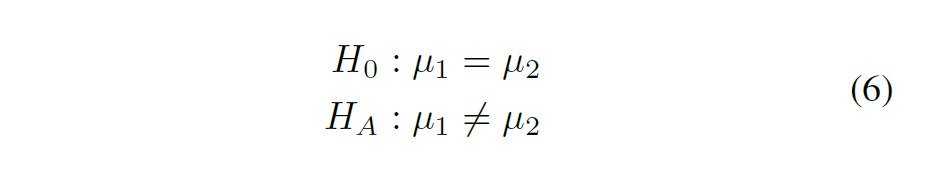 H₀ : μ₁ = μ₂
(6)
H_A : μ₁ ≠ μ₂